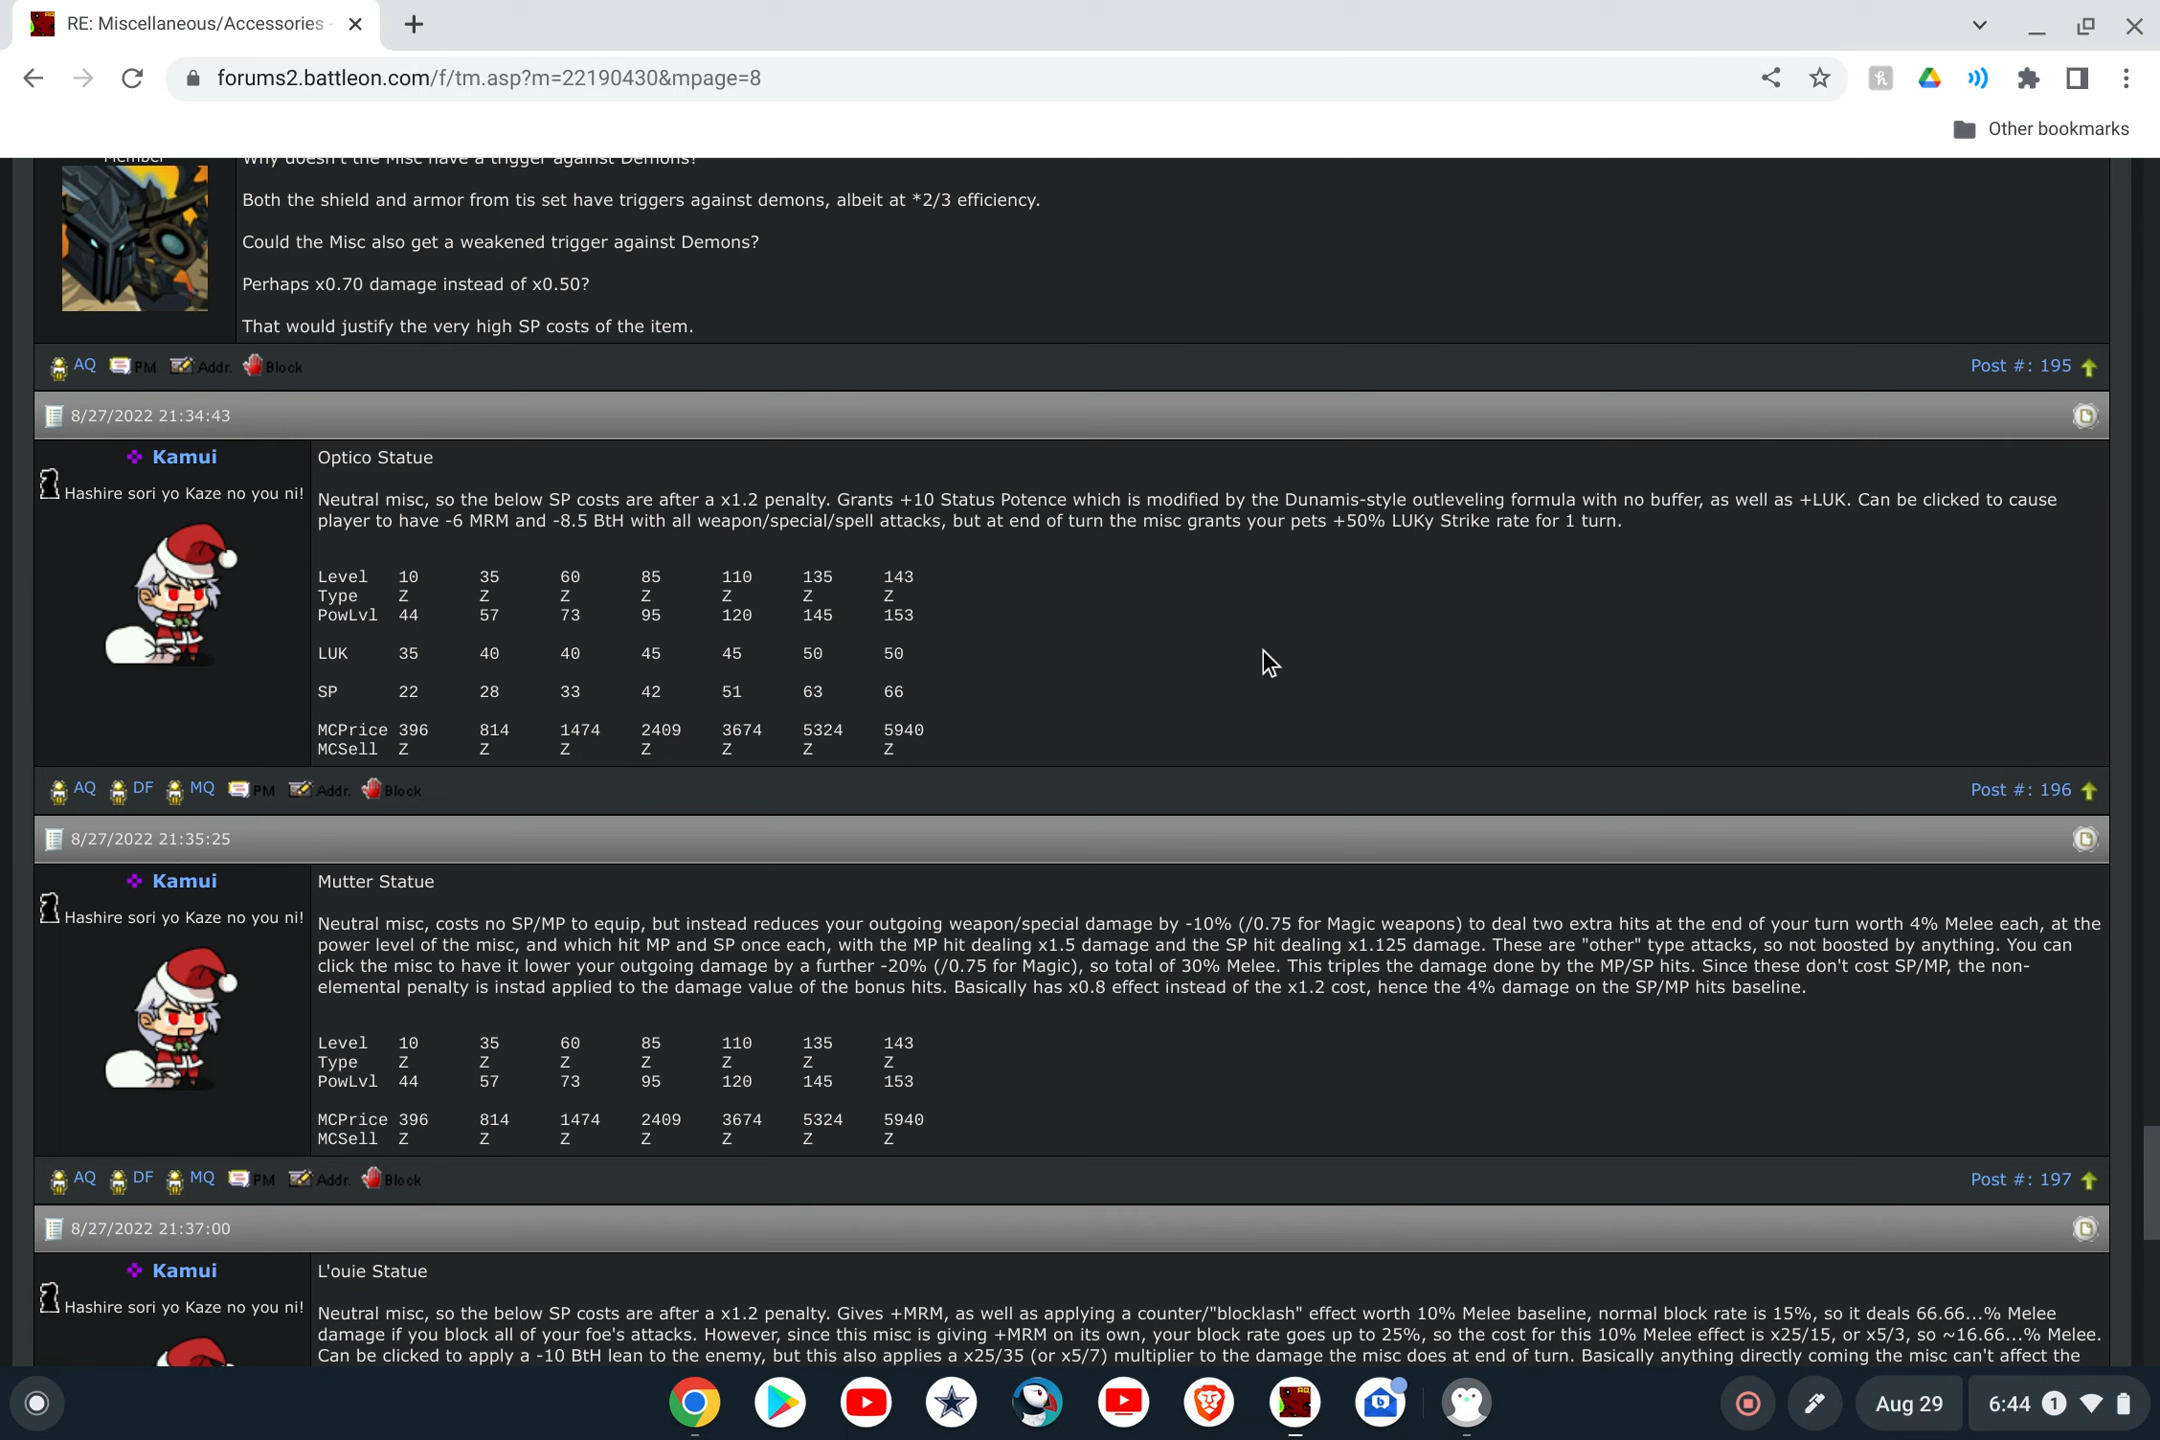 RE: Miscellaneous/Accessories -
forums2.battleon.com/f/tm.asp?m=22190430&mpage=8
Other bookmarks
Member
Why doesn't the Misc have a trigger against Demons?
Both the shield and armor from tis set have triggers against demons, albeit at *2/3 efficiency.
Could the Misc also get a weakened trigger against Demons?
Perhaps x0.70 damage instead of x0.50?
That would justify the very high SP costs of the item.
AQ PM Addr. Block Post #: 195
8/27/2022 21:34:43
Kamui
Hashire sori yo Kaze no you ni!
Optico Statue
Neutral misc, so the below SP costs are after a x1.2 penalty. Grants +10 Status Potence which is modified by the Dunamis-style outleveling formula with no buffer, as well as +LUK. Can be clicked to cause
player to have -6 MRM and -8.5 BtH with all weapon/special/spell attacks, but at end of turn the misc grants your pets +50% LUKy Strike rate for 1 turn.
Level 10 35 60 85 110 135 143
Type Z Z Z Z Z Z Z
PowLvl 44 57 73 95 120 145 153
LUK 35 40 40 45 45 50 50
SP 22 28 33 42 51 63 66
MCPrice 396 814 1474 2409 3674 5324 5940
MCSell Z Z Z Z Z Z Z
AQ DF MQ PM Addr. Block Post #: 196
8/27/2022 21:35:25
Kamui
Hashire sori yo Kaze no you ni!
Mutter Statue
Neutral misc, costs no SP/MP to equip, but instead reduces your outgoing weapon/special damage by -10% (/0.75 for Magic weapons) to deal two extra hits at the end of your turn worth 4% Melee each, at the
power level of the misc, and which hit MP and SP once each, with the MP hit dealing x1.5 damage and the SP hit dealing x1.125 damage. These are "other" type attacks, so not boosted by anything. You can
click the misc to have it lower your outgoing damage by a further -20% (/0.75 for Magic), so total of 30% Melee. This triples the damage done by the MP/SP hits. Since these don't cost SP/MP, the non-
elemental penalty is instad applied to the damage value of the bonus hits. Basically has x0.8 effect instead of the x1.2 cost, hence the 4% damage on the SP/MP hits baseline.
Level 10 35 60 85 110 135 143
Type Z Z Z Z Z Z Z
PowLvl 44 57 73 95 120 145 153
MCPrice 396 814 1474 2409 3674 5324 5940
MCSell Z Z Z Z Z Z Z
AQ DF MQ PM Addr. Block Post #: 197
8/27/2022 21:37:00
Kamui
Hashire sori yo Kaze no you ni!
L'ouie Statue
Neutral misc, so the below SP costs are after a x1.2 penalty. Gives +MRM, as well as applying a counter/"blocklash" effect worth 10% Melee baseline, normal block rate is 15%, so it deals 66.66...% Melee
damage if you block all of your foe's attacks. However, since this misc is giving +MRM on its own, your block rate goes up to 25%, so the cost for this 10% Melee effect is x25/15, or x5/3, so ~16.66...% Melee.
Can be clicked to apply a -10 BtH lean to the enemy, but this also applies a x25/35 (or x5/7) multiplier to the damage the misc does at end of turn. Basically anything directly coming the misc can't affect the
Aug 29 6:44 1